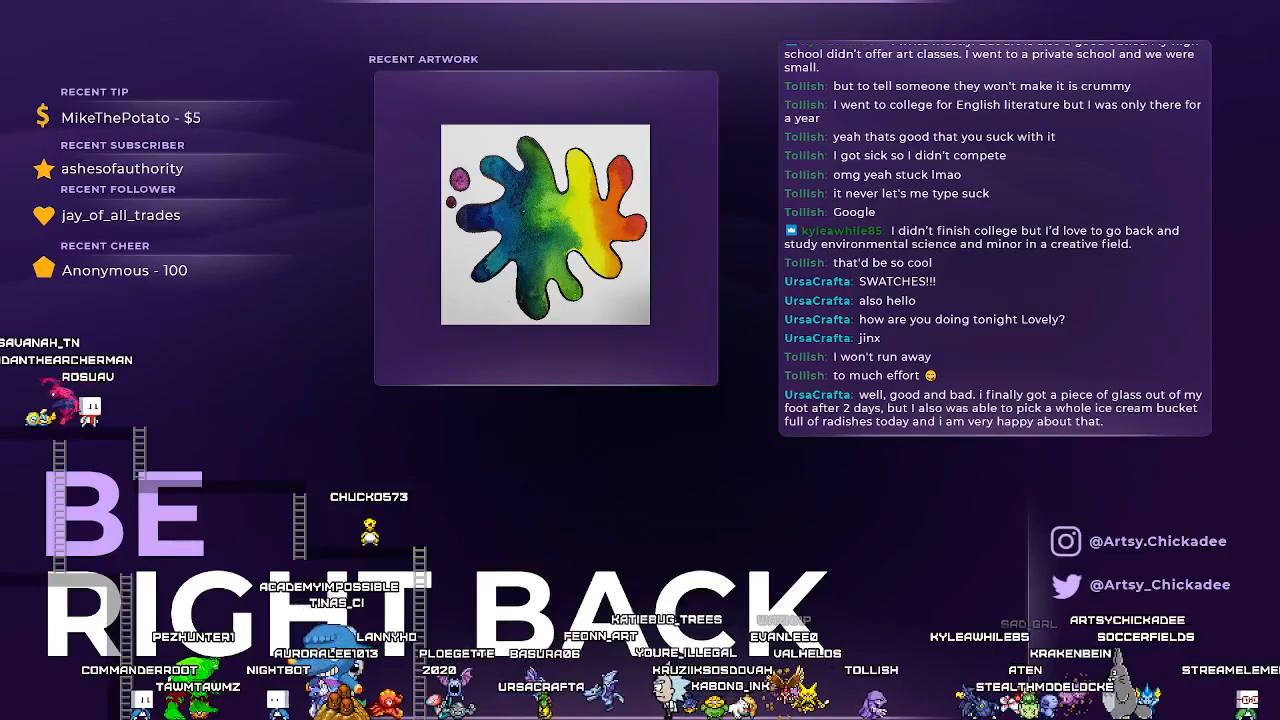 RECENT TIP
MikeThePotato - $5
RECENT SUBSCRIBER
ashesofauthority
RECENT FOLLOWER
jay_of_all_trades
RECENT CHEER
Anonymous - 100
RECENT ARTWORK
school didn't offer art classes. I went to a private school and we were
small.
Tollish: but to tell someone they won't make it is crummy
Tollish: I went to college for English literature but I was only there for
a year
Tollish: yeah thats good that you suck with it
Tollish: I got sick so I didn't compete
Tollish: omg yeah stuck lmao
Tollish: it never let's me type suck
Tollish: Google
kyleawhile85: I didn't finish college but I'd love to go back and
study environmental science and minor in a creative field.
Tollish: that'd be so cool
UrsaCrafta: SWATCHES!!!
UrsaCrafta: also hello
UrsaCrafta: how are you doing tonight Lovely?
UrsaCrafta: jinx
Tollish: I won't run away
Tollish: to much effort 😋
UrsaCrafta: well, good and bad. i finally got a piece of glass out of my
foot after 2 days, but I also was able to pick a whole ice cream bucket
full of radishes today and i am very happy about that.
SAVANAH_TN
DANTHEARCHERMAN
ROSUAV
BE
RIGHT BACK
CHUCK0573
ACADEMYIMPOSSIBLE
TINAS_CI
PEZHUNTER1
LANNYHD
AURORALEE1013
COMMANDERROOT
NIGHTBOT
TAWMTAWMZ
PLOEGETTE
2020
URSACRAFTA
BASURA06
FEONN_ART
KATIEBUG_TREES
YOURE_ILLEGAL
KRUZIIKSOSDOVAH
KABONG_INK
EVANLEE0
VALHELOS
TOLLISH
KYLEAWHILE85
SAD_GRL
ARTSYCHICKADEE
SOCCERFIELDS
KRAKENBEIN
ATEN
STEALTHMODELOCKE
STREAMELEME
@Artsy.Chickadee
@Artsy_Chickadee